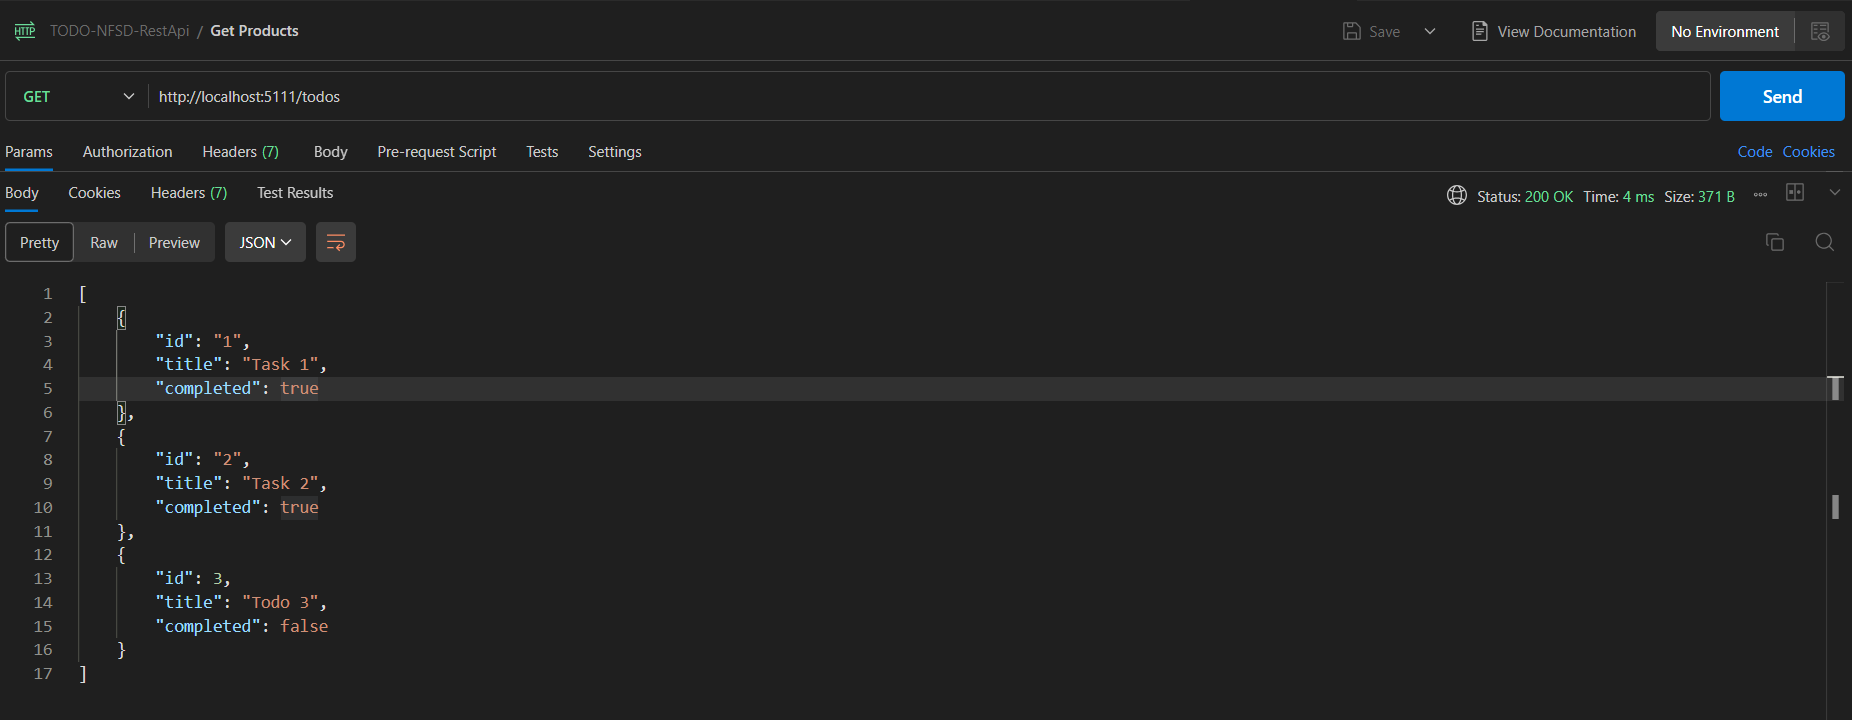 HTTP TODO-NFSD-RestApi / Get Products Save View Documentation No Environment
GET http://localhost:5111/todos Send
Params Authorization Headers (7) Body Pre-request Script Tests Settings Code Cookies
Body Cookies Headers (7) Test Results Status: 200 OK Time: 4 ms Size: 371 B
Pretty Raw Preview JSON
1 [
2 {
3 "id": "1",
4 "title": "Task 1",
5 "completed": true
6 },
7 {
8 "id": "2",
9 "title": "Task 2",
10 "completed": true
11 },
12 {
13 "id": 3,
14 "title": "Todo 3",
15 "completed": false
16 }
17 ]